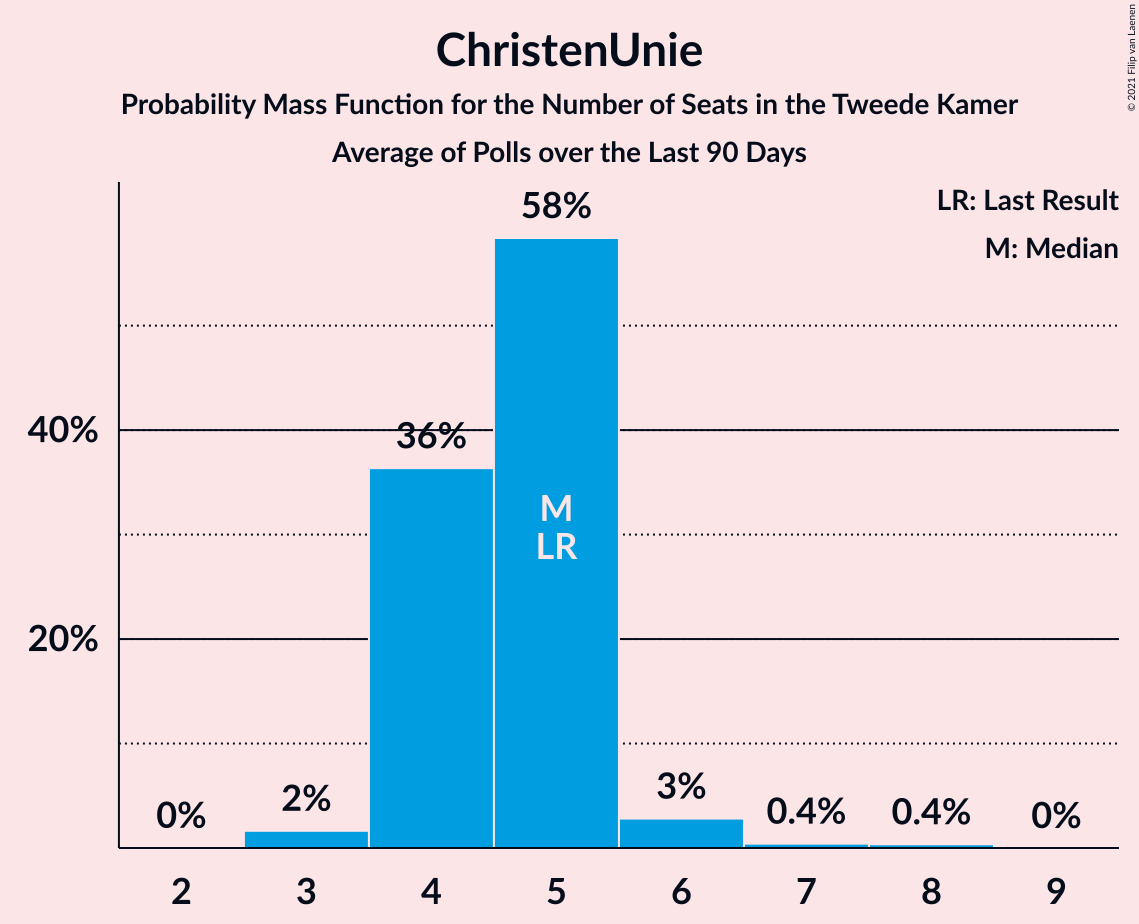 ChristenUnie
Probability Mass Function for the Number of Seats in the Tweede Kamer
Average of Polls over the Last 90 Days
© 2021 Filip van Laenen
LR: Last Result
M: Median
58%
40%
36%
M
LR
20%
0%
2%
3%
0.4%
0.4%
0%
2 3 4 5 6 7 8 9